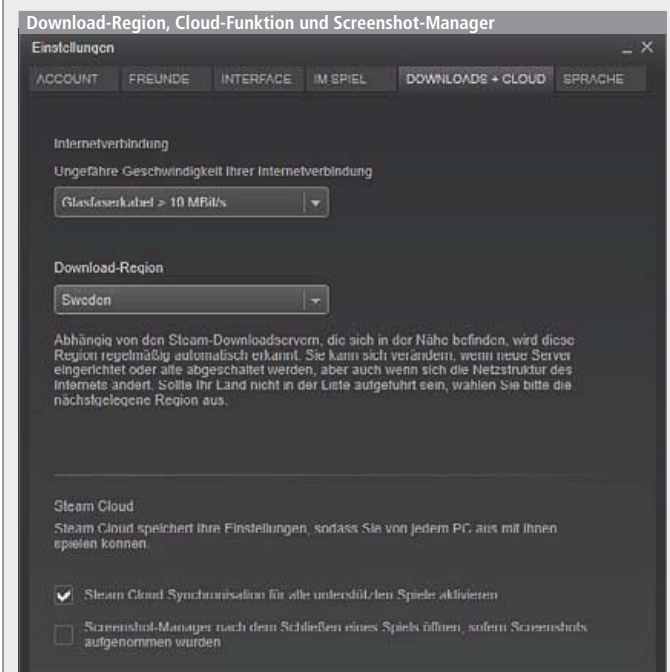 Download-Region, Cloud-Funktion und Screenshot-Manager
Einstellungen
ACCOUNT FREUNDE INTERFACE IM SPIEL DOWNLOADS + CLOUD SPRACHE
Internetverbindung
Ungefähre Geschwindigkeit Ihrer Internetverbindung
Glasfaserkabel > 10 MBit/s
Download-Region
Sweden
Abhängig von den Steam-Downloadservern, die sich in der Nähe befinden, wird diese
Region regelmäßig automatisch erkannt. Sie kann sich verändern, wenn neue Server
eingerichtet oder alte abgeschaltet werden, aber auch wenn sich die Netzstruktur des
Internets ändert. Sollte Ihr Land nicht in der Liste aufgeführt sein, wählen Sie bitte die
nächstgelegene Region aus.
Steam Cloud
Steam Cloud speichert Ihre Einstellungen, sodass Sie von jedem PC aus mit ihnen
spielen können.
Steam Cloud Synchronisation für alle unterstützten Spiele aktivieren
Screenshot-Manager nach dem Schließen eines Spiels öffnen, sofern Screenshots
aufgenommen wurden